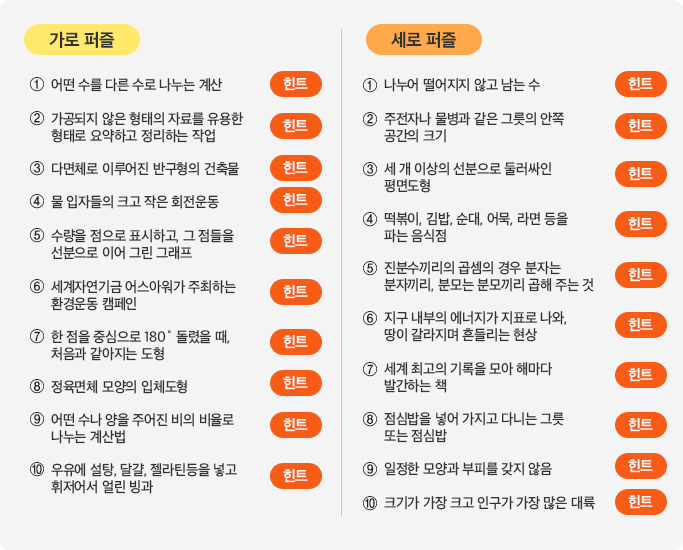 가로 퍼즐
① 어떤 수를 다른 수로 나누는 계산
힌트
② 가공되지 않은 형태의 자료를 유용한
형태로 요약하고 정리하는 작업
힌트
③ 다면체로 이루어진 반구형의 건축물
힌트
④ 물 입자들의 크고 작은 회전운동
힌트
⑤ 수량을 점으로 표시하고, 그 점들을
선분으로 이어 그린 그래프
힌트
⑥ 세계자연기금 어스아워가 주최하는
환경운동 캠페인
힌트
⑦ 한 점을 중심으로 180˚ 돌렸을 때,
처음과 같아지는 도형
힌트
⑧ 정육면체 모양의 입체도형
힌트
⑨ 어떤 수나 양을 주어진 비의 비율로
나누는 계산법
힌트
⑩ 우유에 설탕, 달걀, 젤라틴등을 넣고
휘저어서 얼린 빙과
힌트
세로 퍼즐
① 나누어 떨어지지 않고 남는 수
힌트
② 주전자나 물병과 같은 그릇의 안쪽
공간의 크기
힌트
③ 세 개 이상의 선분으로 둘러싸인
평면도형
힌트
④ 떡볶이, 김밥, 순대, 어묵, 라면 등을
파는 음식점
힌트
⑤ 진분수끼리의 곱셈의 경우 분자는
분자끼리, 분모는 분모끼리 곱해 주는 것
힌트
⑥ 지구 내부의 에너지가 지표로 나와,
땅이 갈라지며 흔들리는 현상
힌트
⑦ 세계 최고의 기록을 모아 해마다
발간하는 책
힌트
⑧ 점심밥을 넣어 가지고 다니는 그릇
또는 점심밥
힌트
⑨ 일정한 모양과 부피를 갖지 않음
힌트
⑩ 크기가 가장 크고 인구가 가장 많은 대륙
힌트